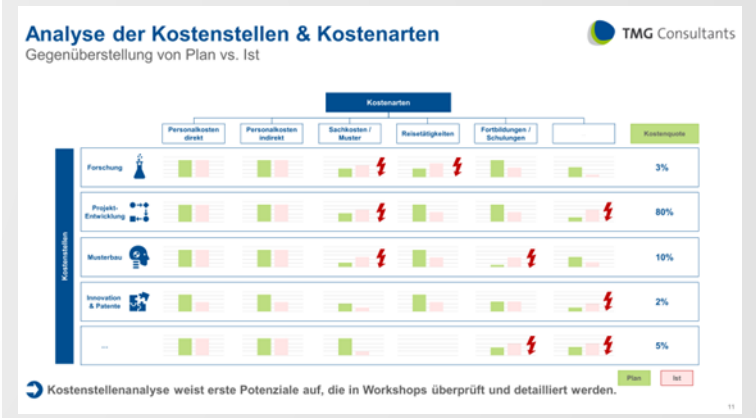 Analyse der Kostenstellen & Kostenarten
Gegenüberstellung von Plan vs. Ist
TMG Consultants
Kostenarten
Personalkosten
direkt
Personalkosten
indirekt
Sachkosten /
Muster
Reisetätigkeiten
Fortbildungen /
Schulungen
Kostenquote
Kostenstellen
Forschung
3%
Projekt-
Entwicklung
80%
Musterbau
10%
Innovation
& Patente
2%
...
5%
Plan
Ist
Kostenstellenanalyse weist erste Potenziale auf, die in Workshops überprüft und detailliert werden.
11